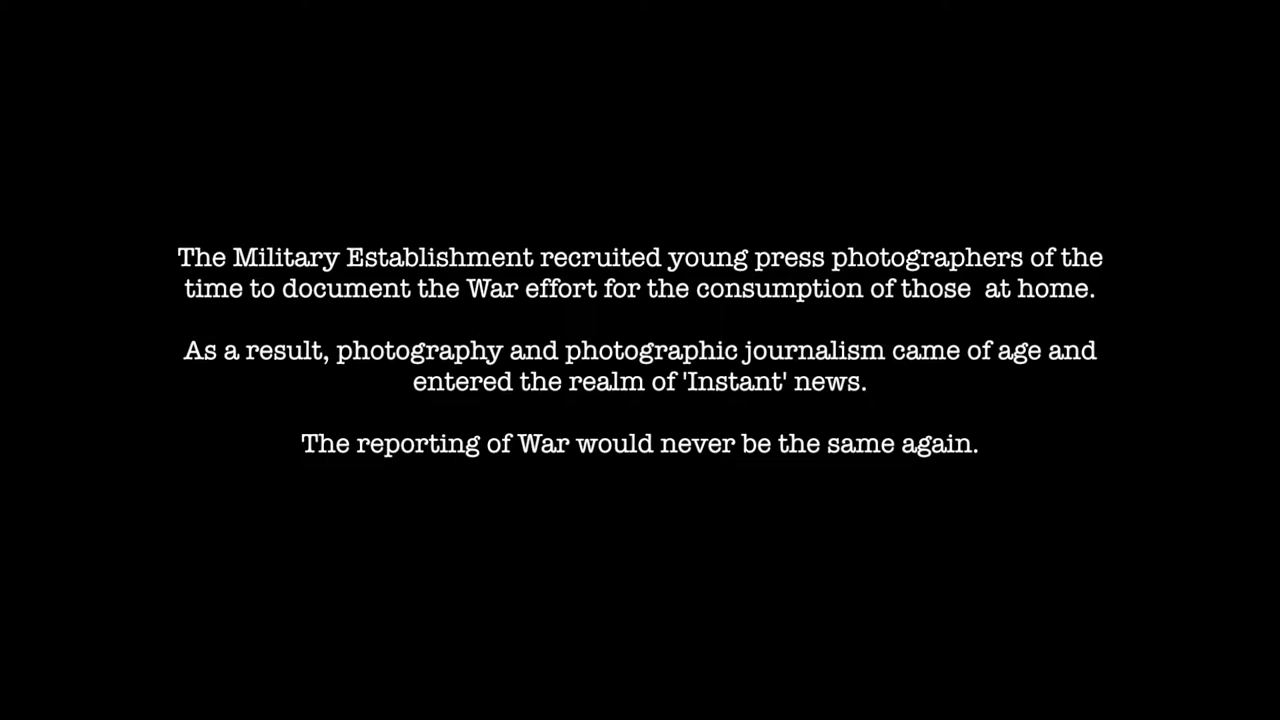 The Military Establishment recruited young press photographers of the
time to document the War effort for the consumption of those  at home.
As a result, photography and photographic journalism came of age and
entered the realm of 'Instant' news.
The reporting of War would never be the same again.